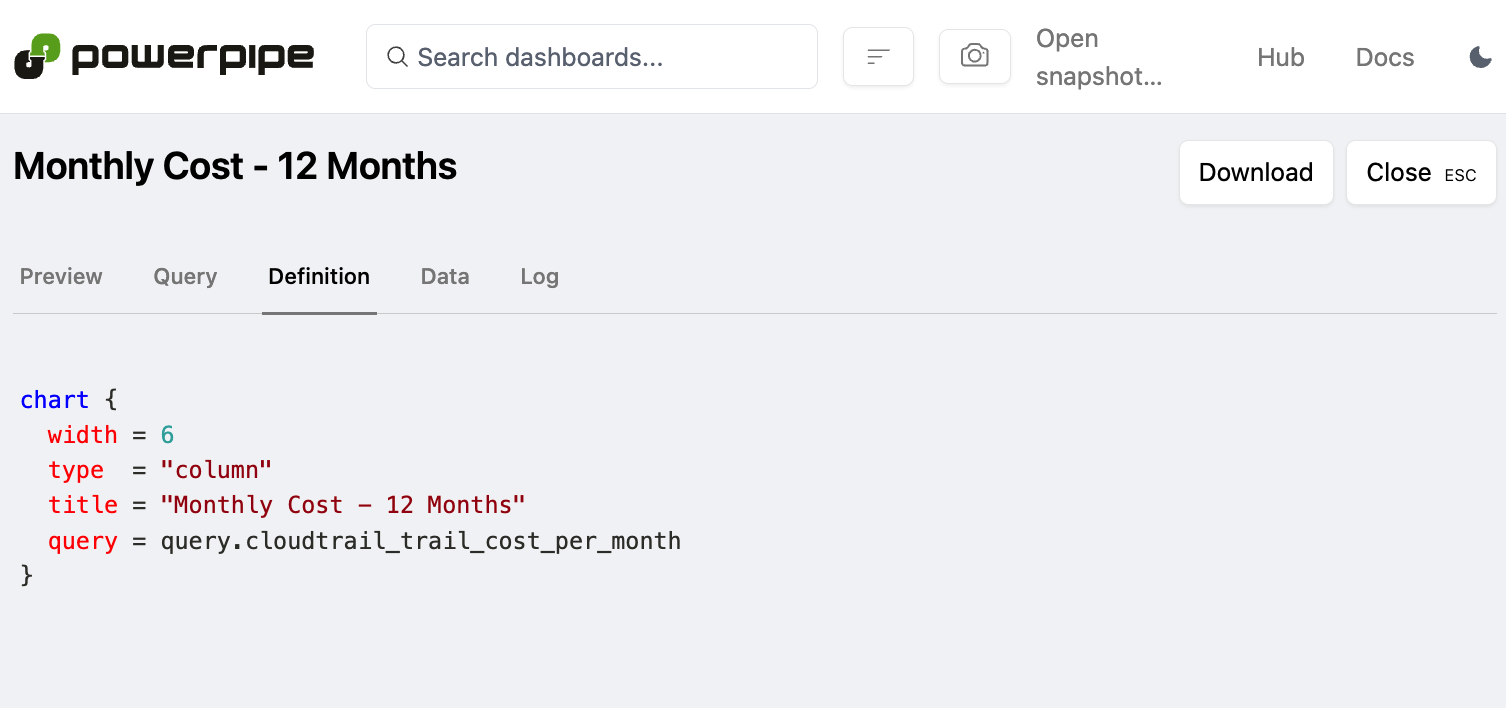 powerpipe
Search dashboards...
Open
snapshot...
Hub
Docs
Monthly Cost - 12 Months
Download
Close ESC
Preview
Query
Definition
Data
Log
chart {
  width = 6
  type  = "column"
  title = "Monthly Cost - 12 Months"
  query = query.cloudtrail_trail_cost_per_month
}